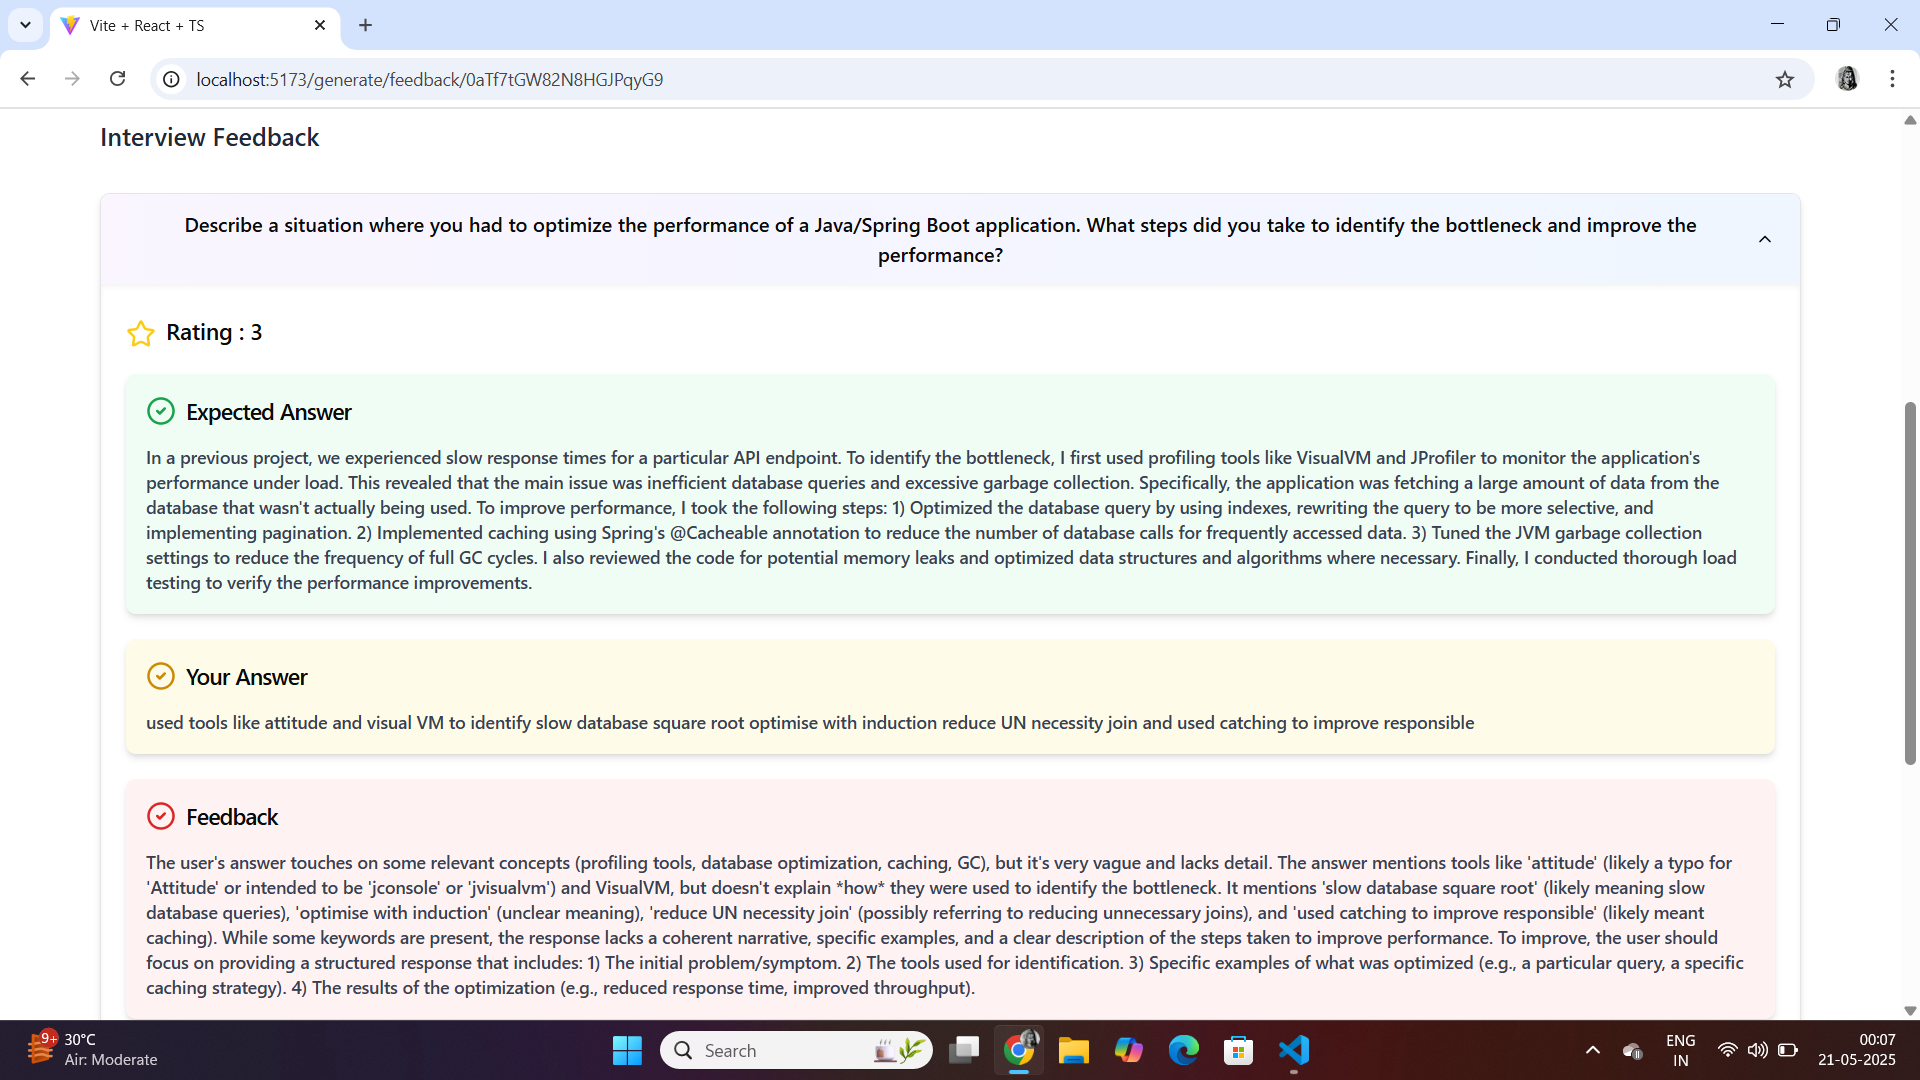 Vite + React + TS
localhost:5173/generate/feedback/0aTf7tGW82N8HGJPqyG9
Interview Feedback
Describe a situation where you had to optimize the performance of a Java/Spring Boot application. What steps did you take to identify the bottleneck and improve the
performance?
Rating : 3
Expected Answer
In a previous project, we experienced slow response times for a particular API endpoint. To identify the bottleneck, I first used profiling tools like VisualVM and JProfiler to monitor the application's
performance under load. This revealed that the main issue was inefficient database queries and excessive garbage collection. Specifically, the application was fetching a large amount of data from the
database that wasn't actually being used. To improve performance, I took the following steps: 1) Optimized the database query by using indexes, rewriting the query to be more selective, and
implementing pagination. 2) Implemented caching using Spring's @Cacheable annotation to reduce the number of database calls for frequently accessed data. 3) Tuned the JVM garbage collection
settings to reduce the frequency of full GC cycles. I also reviewed the code for potential memory leaks and optimized data structures and algorithms where necessary. Finally, I conducted thorough load
testing to verify the performance improvements.
Your Answer
used tools like attitude and visual VM to identify slow database square root optimise with induction reduce UN necessity join and used catching to improve responsible
Feedback
The user's answer touches on some relevant concepts (profiling tools, database optimization, caching, GC), but it's very vague and lacks detail. The answer mentions tools like 'attitude' (likely a typo for
'Attitude' or intended to be 'jconsole' or 'jvisualvm') and VisualVM, but doesn't explain *how* they were used to identify the bottleneck. It mentions 'slow database square root' (likely meaning slow
database queries), 'optimise with induction' (unclear meaning), 'reduce UN necessity join' (possibly referring to reducing unnecessary joins), and 'used catching to improve responsible' (likely meant
caching). While some keywords are present, the response lacks a coherent narrative, specific examples, and a clear description of the steps taken to improve performance. To improve, the user should
focus on providing a structured response that includes: 1) The initial problem/symptom. 2) The tools used for identification. 3) Specific examples of what was optimized (e.g., a particular query, a specific
caching strategy). 4) The results of the optimization (e.g., reduced response time, improved throughput).
9+
30°C
Air: Moderate
Search
ENG
IN
00:07
21-05-2025